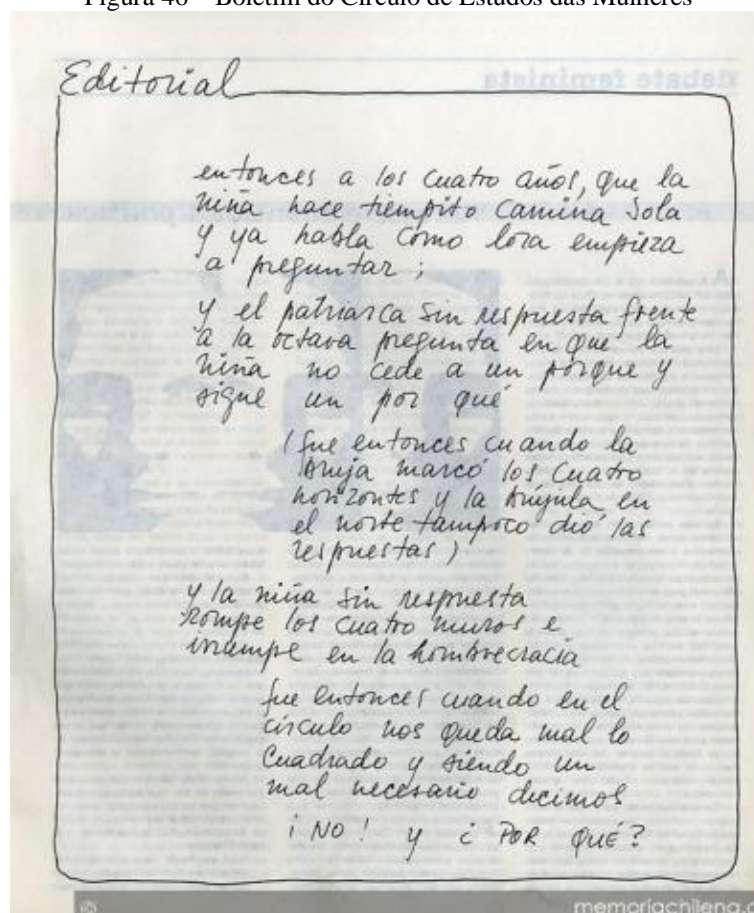 Figura 46 – Boletim do Círculo de Estudos das Mulheres
Editorial
debate feminista
entonces a los cuatro años, que la
niña hace tiempito camina sola
y ya habla como lora empieza
a preguntar;
y el patriarca sin respuesta frente
a la octava pregunta en que la
niña no cede a un porque y
sigue un por qué
(fue entonces cuando la
bruja marcó los cuatro
horizontes y la brújula en
el norte tampoco dió las
respuestas)
y la niña sin respuesta
rompe los cuatro muros e
irrumpe en la hombrecracia
fue entonces cuando en el
círculo nos queda mal lo
cuadrado y siendo un
mal necesario decimos
¡NO! y ¿POR QUÉ?
memoriachilena.c